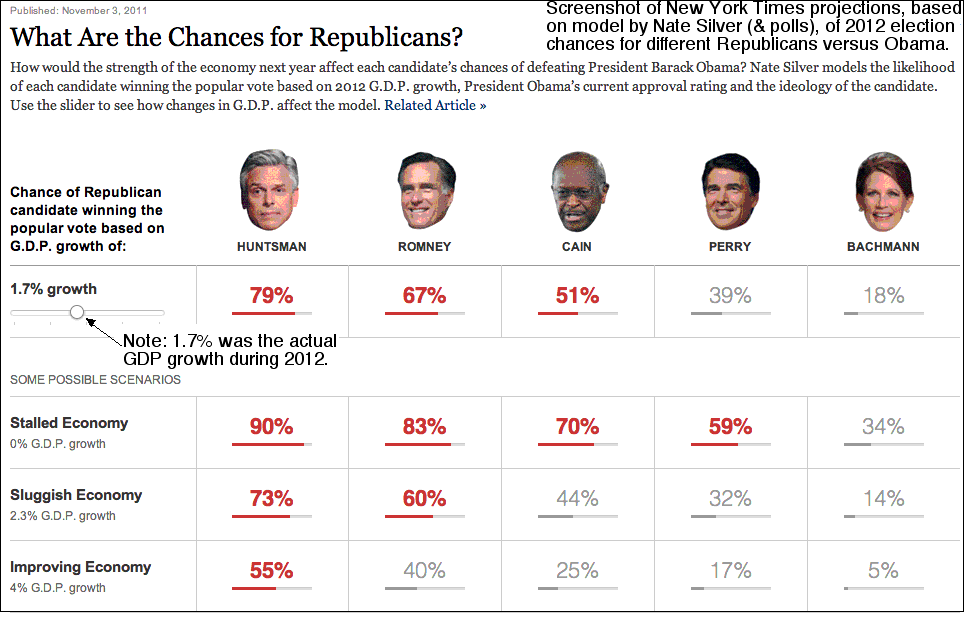 Published: November 3, 2011
Screenshot of New York Times projections, based
on model by Nate Silver (& polls), of 2012 election
chances for different Republicans versus Obama.
What Are the Chances for Republicans?
How would the strength of the economy next year affect each candidate's chances of defeating President Barack Obama? Nate Silver models the likelihood
of each candidate winning the popular vote based on 2012 G.D.P. growth, President Obama's current approval rating and the ideology of the candidate.
Use the slider to see how changes in G.D.P. affect the model. Related Article »
Chance of Republican
candidate winning the
popular vote based on
G.D.P. growth of:
HUNTSMAN ROMNEY CAIN PERRY BACHMANN
1.7% growth 79% 67% 51% 39% 18%
Note: 1.7% was the actual
GDP growth during 2012.
SOME POSSIBLE SCENARIOS
Stalled Economy 90% 83% 70% 59% 34%
0% G.D.P. growth
Sluggish Economy 73% 60% 44% 32% 14%
2.3% G.D.P. growth
Improving Economy 55% 40% 25% 17% 5%
4% G.D.P. growth